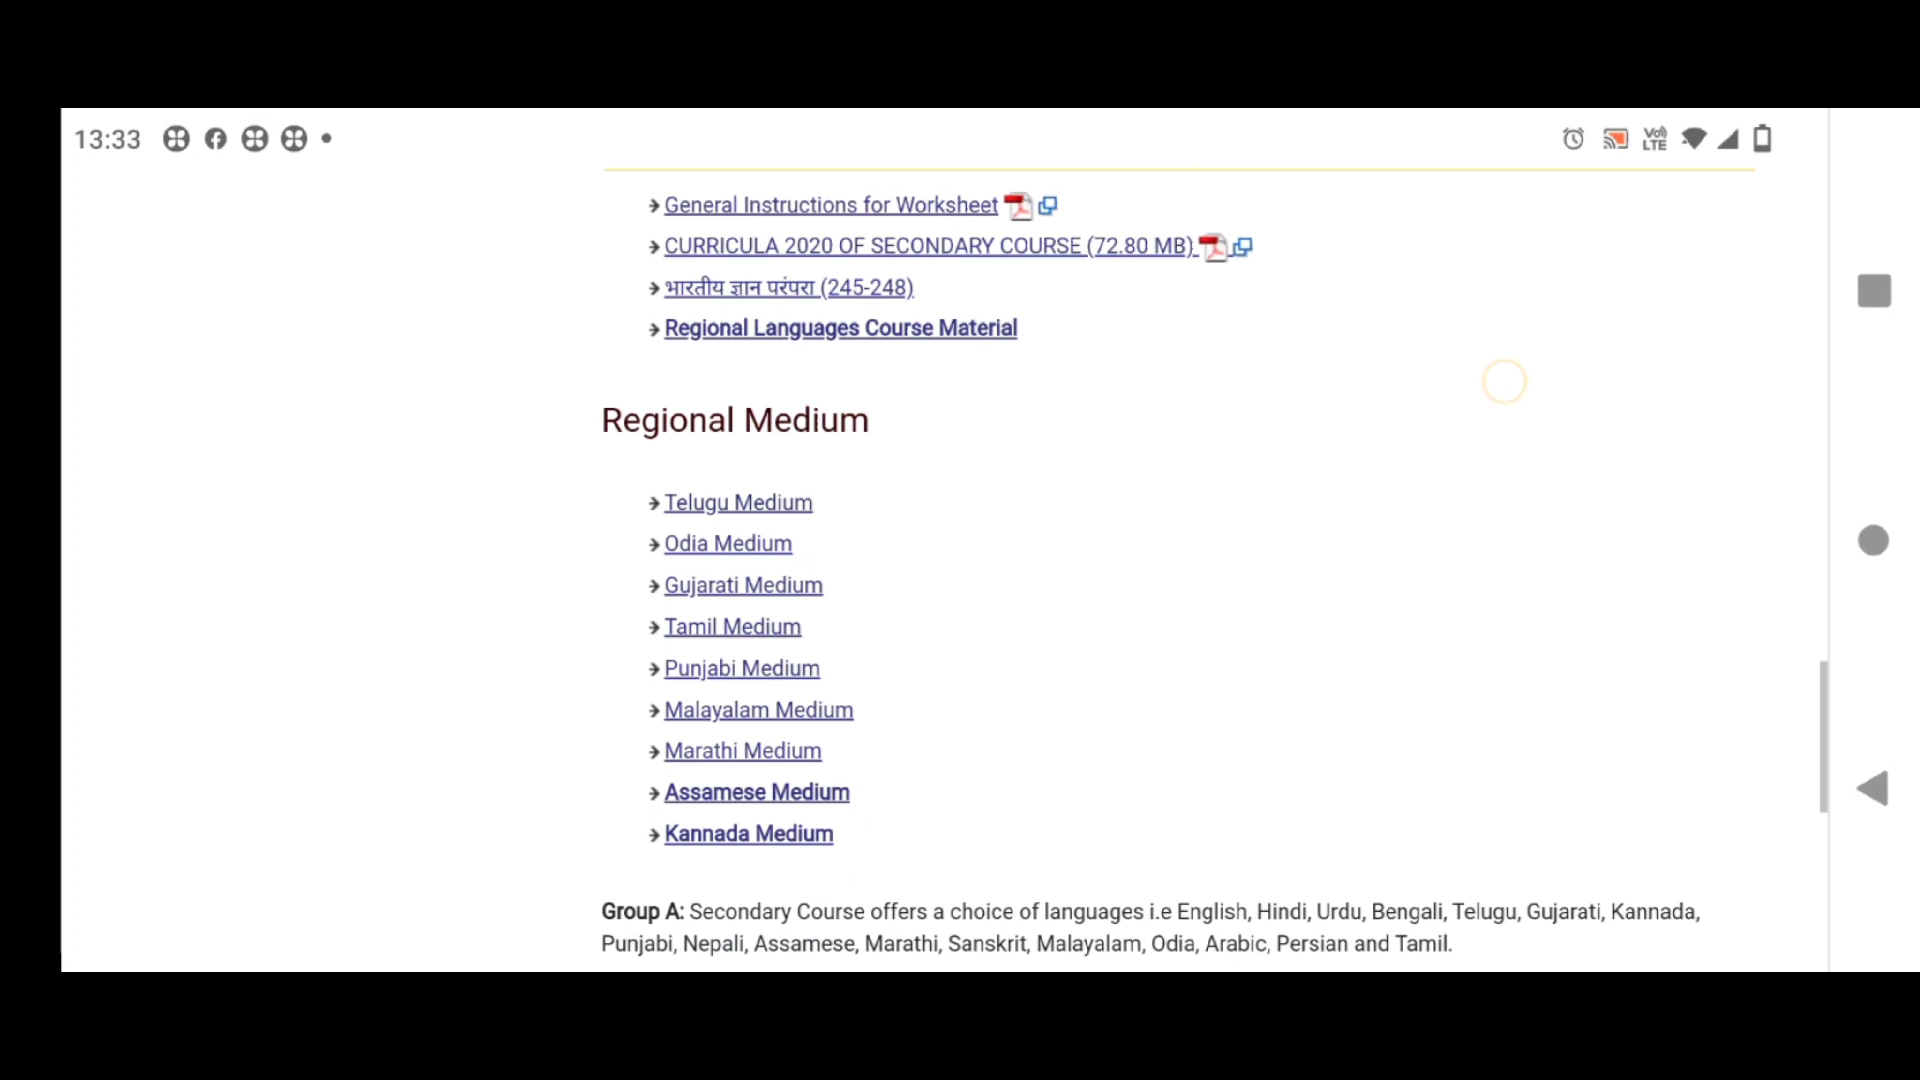 13:33
Vo) LTE
General Instructions for Worksheet
CURRICULA 2020 OF SECONDARY COURSE (72.80 MB)
भारतीय ज्ञान परंपरा (245-248)
Regional Languages Course Material
Regional Medium
Telugu Medium
Odia Medium
Gujarati Medium
Tamil Medium
Punjabi Medium
Malayalam Medium
Marathi Medium
Assamese Medium
Kannada Medium
Group A: Secondary Course offers a choice of languages i.e English, Hindi, Urdu, Bengali, Telugu, Gujarati, Kannada,
Punjabi, Nepali, Assamese, Marathi, Sanskrit, Malayalam, Odia, Arabic, Persian and Tamil.